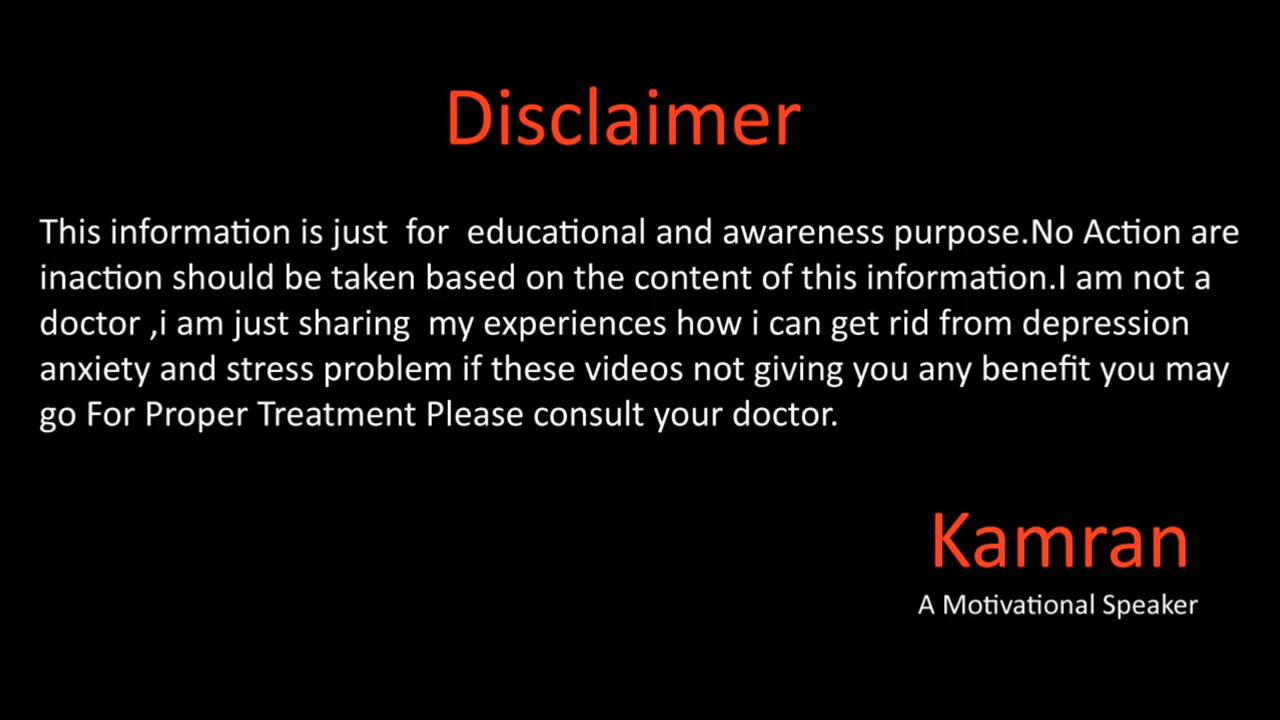 Disclaimer
This information is just  for  educational and awareness purpose.No Action are
inaction should be taken based on the content of this information.I am not a
doctor ,i am just sharing  my experiences how i can get rid from depression
anxiety and stress problem if these videos not giving you any benefit you may
go For Proper Treatment Please consult your doctor.
Kamran
A Motivational Speaker